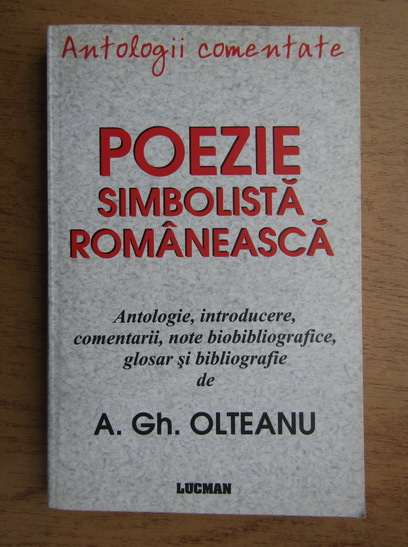 Antologii comentate
POEZIE
SIMBOLISTĂ
ROMÂNEASCĂ
Antologie, introducere,
comentarii, note biobibliografice,
glosar şi bibliografie
de
A. Gh. OLTEANU
LUCMAN